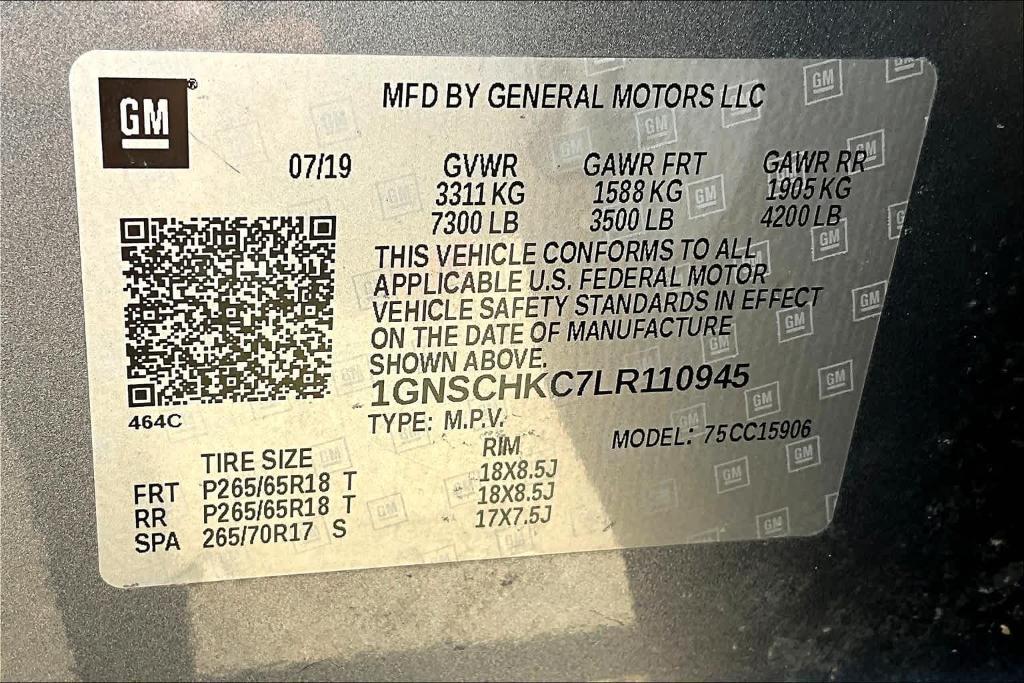 GM
MFD BY GENERAL MOTORS LLC
07/19 GVWR GAWR FRT GAWR RR
3311 KG 1588 KG 1905 KG
7300 LB 3500 LB 4200 LB
THIS VEHICLE CONFORMS TO ALL
APPLICABLE U.S. FEDERAL MOTOR
VEHICLE SAFETY STANDARDS IN EFFECT
ON THE DATE OF MANUFACTURE
SHOWN ABOVE.
1GNSCHKC7LR110945
464C
TYPE: M.P.V. MODEL: 75CC15906
TIRE SIZE RIM
FRT P265/65R18 T 18X8.5J
RR P265/65R18 T 18X8.5J
SPA 265/70R17 S 17X7.5J